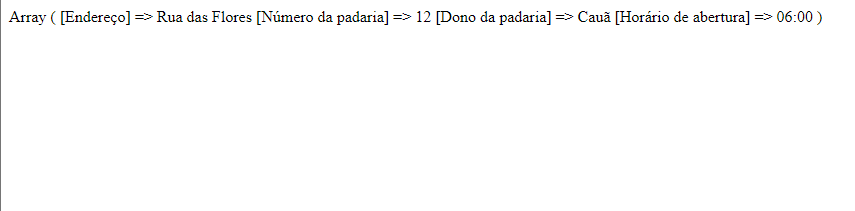 Array ( [Endereço] => Rua das Flores [Número da padaria] => 12 [Dono da padaria] => Cauã [Horário de abertura] => 06:00 )